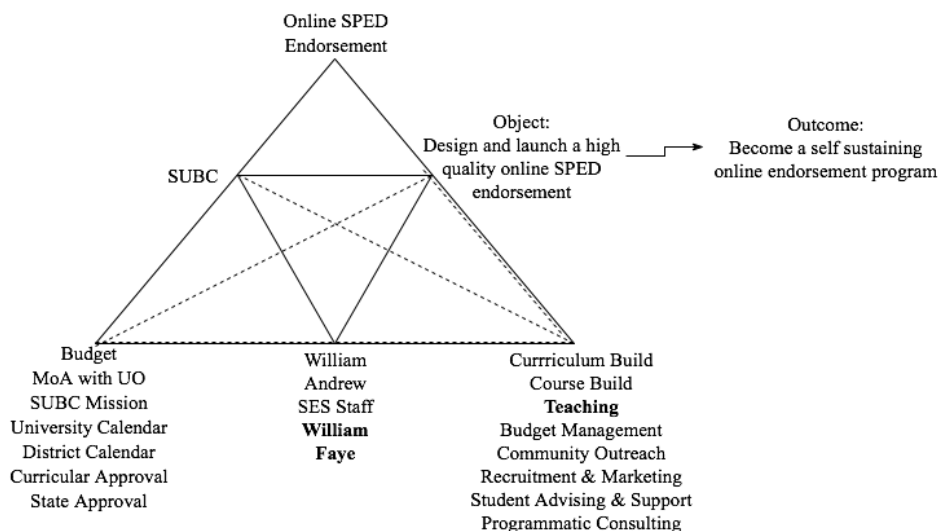 Online SPED
Endorsement
Object:
Design and launch a high
quality online SPED
endorsement
Outcome:
Become a self sustaining
online endorsement program
SUBC
Budget
MoA with UO
SUBC Mission
University Calendar
District Calendar
Curricular Approval
State Approval
William
Andrew
SES Staff
William
Faye
Currriculum Build
Course Build
Teaching
Budget Management
Community Outreach
Recruitment & Marketing
Student Advising & Support
Programmatic Consulting